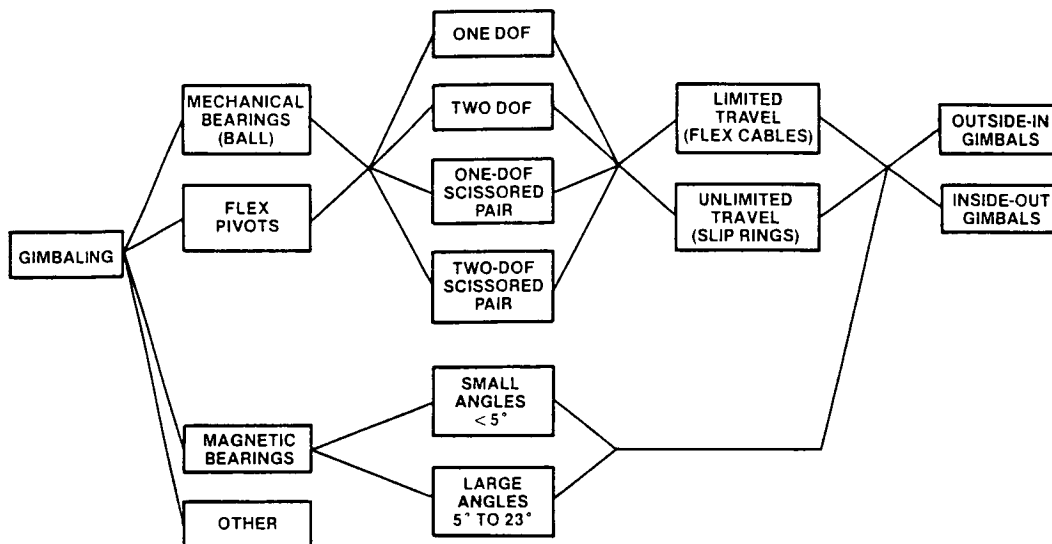 GIMBALING
MECHANICAL
BEARINGS
(BALL)
FLEX
PIVOTS
MAGNETIC
BEARINGS
OTHER
ONE DOF
TWO DOF
ONE-DOF
SCISSORED
PAIR
TWO-DOF
SCISSORED
PAIR
SMALL
ANGLES
< 5°
LARGE
ANGLES
5° TO 23°
LIMITED
TRAVEL
(FLEX CABLES)
UNLIMITED
TRAVEL
(SLIP RINGS)
OUTSIDE-IN
GIMBALS
INSIDE-OUT
GIMBALS